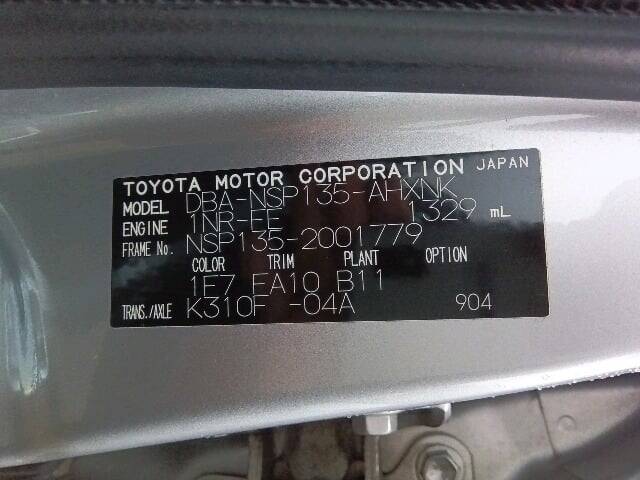 TOYOTA MOTOR CORPORATION JAPAN
MODEL DBA-NSP135-AHXNK
ENGINE 1NR-FE 1329 mL
FRAME No. NSP135-2001779
COLOR TRIM PLANT OPTION
1E7 FA10 B11
TRANS./AXLE K310F -04A 904